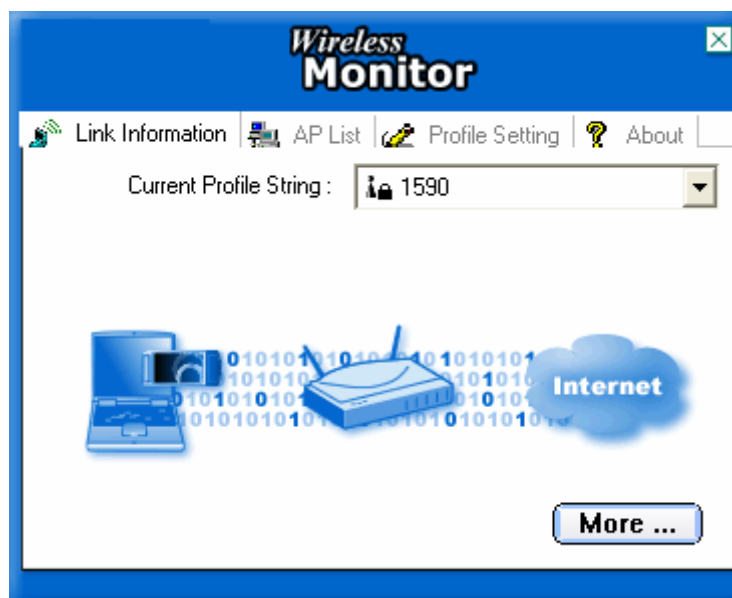 Wireless
Monitor
Link Information AP List Profile Setting About
Current Profile String : 1590
Internet
More ...